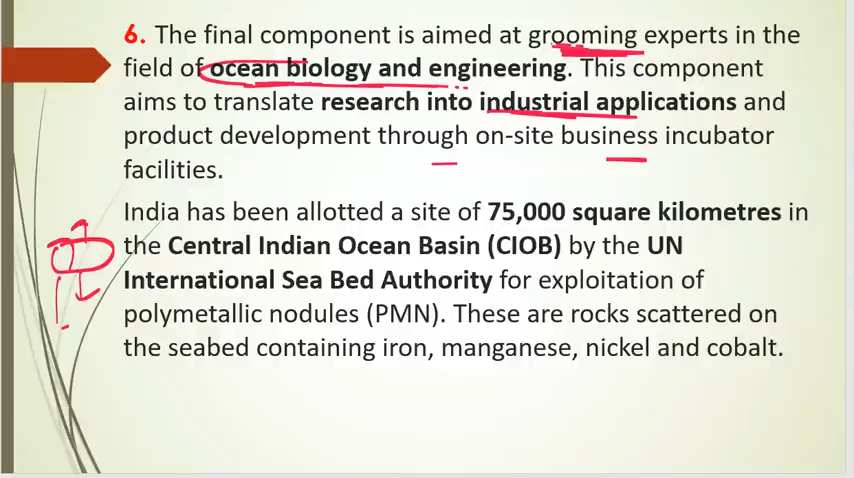 6. The final component is aimed at grooming experts in the
field of ocean biology and engineering. This component
aims to translate research into industrial applications and
product development through on-site business incubator
facilities.
India has been allotted a site of 75,000 square kilometres in
the Central Indian Ocean Basin (CIOB) by the UN
International Sea Bed Authority for exploitation of
polymetallic nodules (PMN). These are rocks scattered on
the seabed containing iron, manganese, nickel and cobalt.